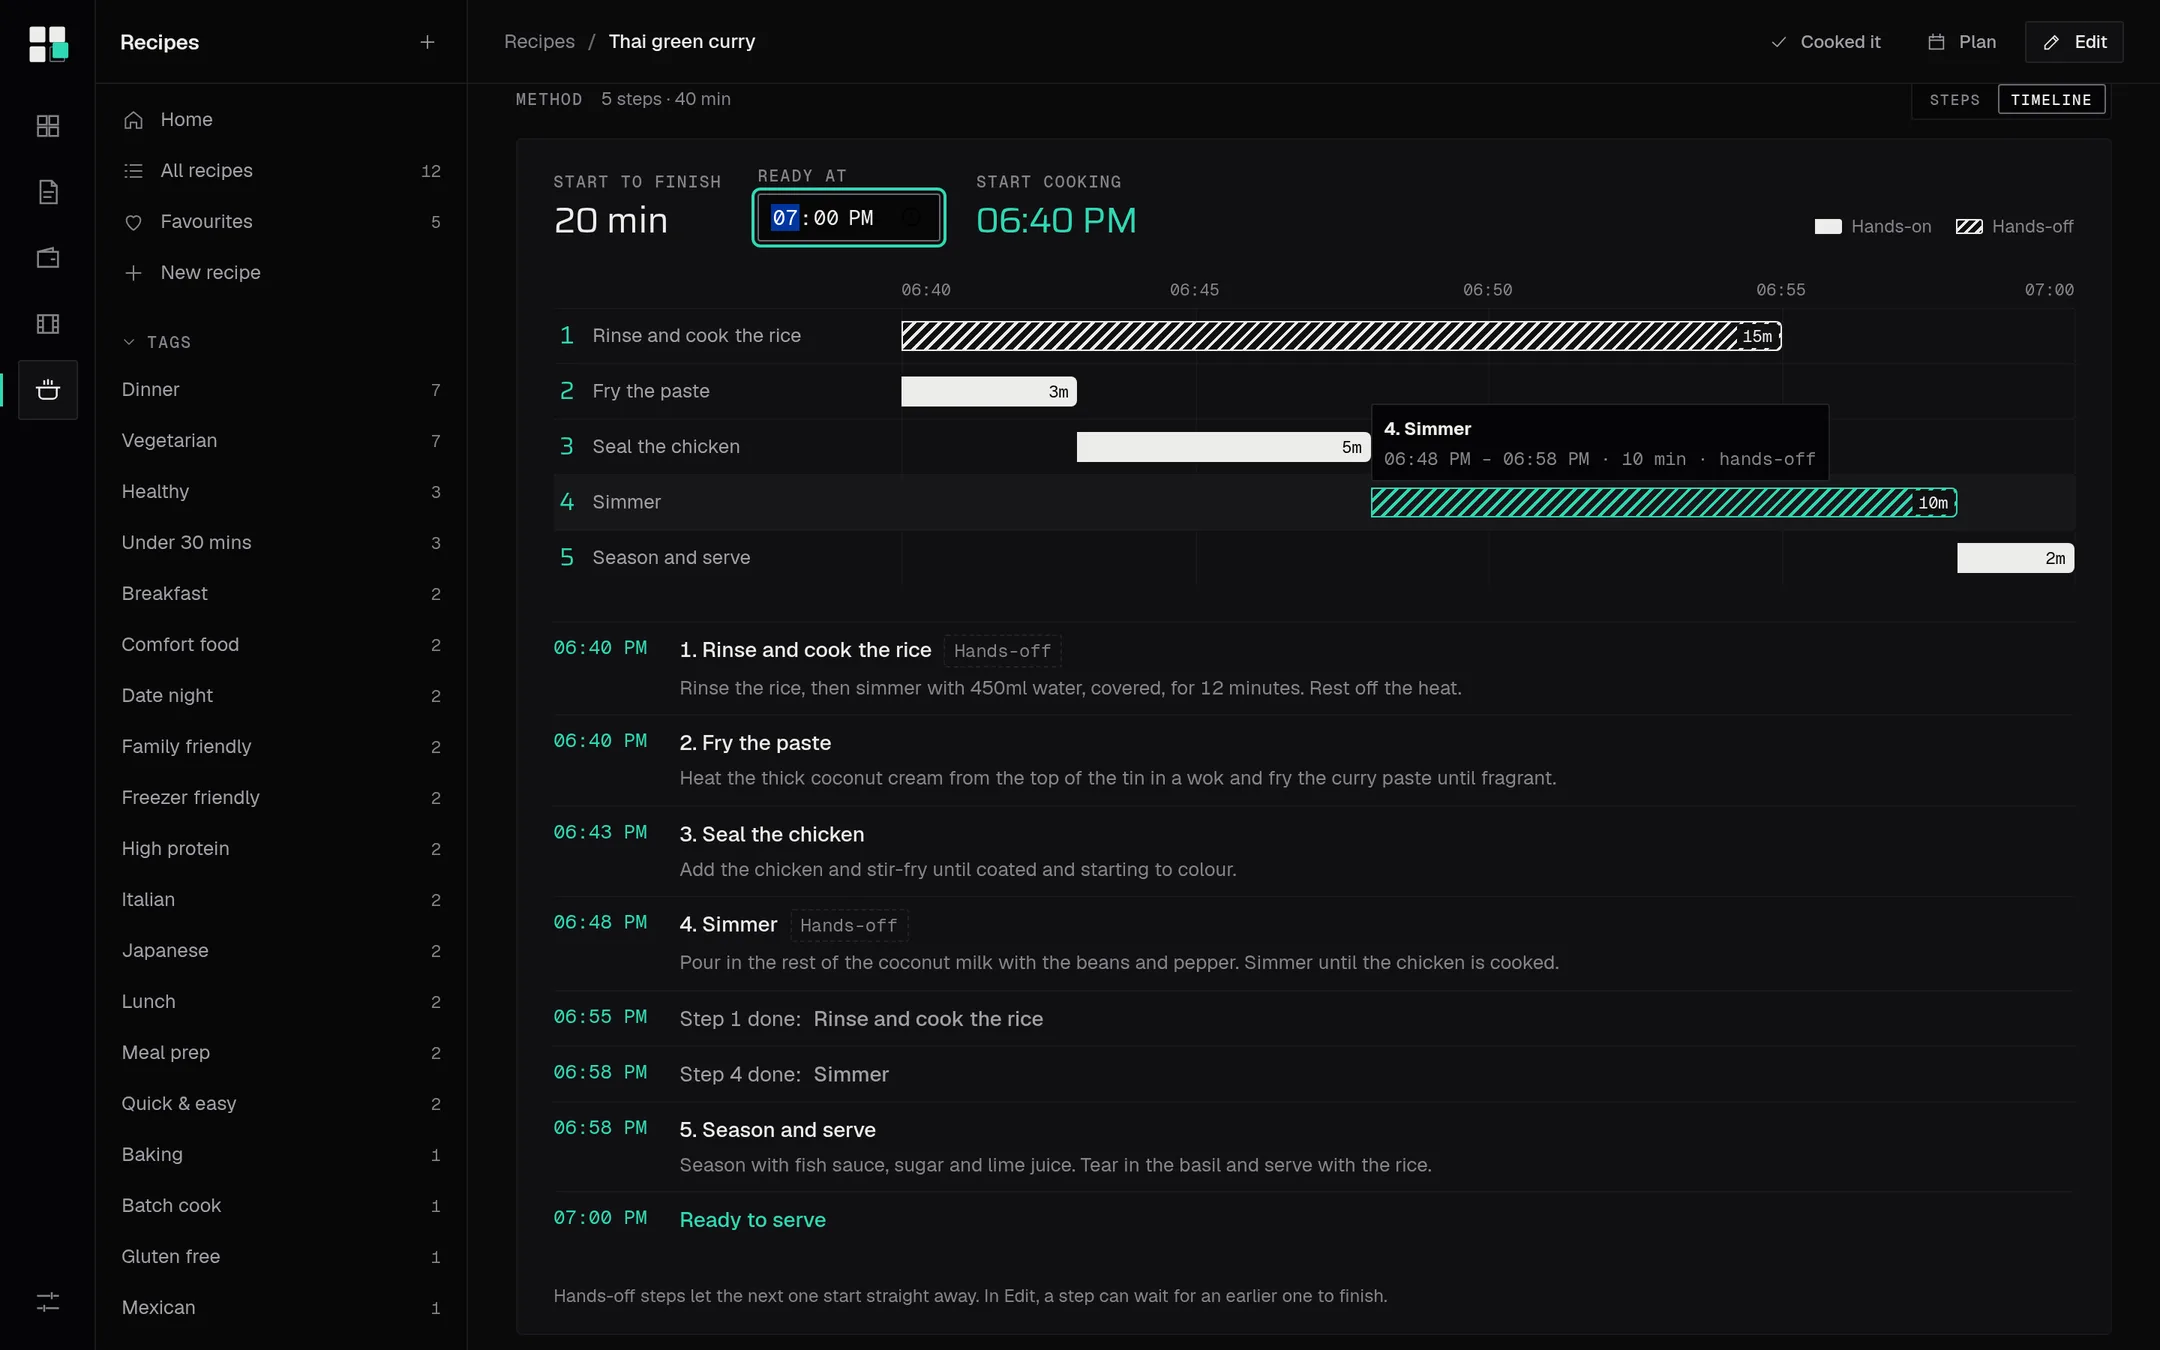 Recipes
Home
All recipes 12
Favourites 5
New recipe
TAGS
Dinner 7
Vegetarian 7
Healthy 3
Under 30 mins 3
Breakfast 2
Comfort food 2
Date night 2
Family friendly 2
Freezer friendly 2
High protein 2
Italian 2
Japanese 2
Lunch 2
Meal prep 2
Quick & easy 2
Baking 1
Batch cook 1
Gluten free 1
Mexican 1
Recipes / Thai green curry
Cooked it Plan Edit
METHOD 5 steps · 40 min
STEPS TIMELINE
START TO FINISH
20 min
READY AT
07:00 PM
START COOKING
06:40 PM
Hands-on Hands-off
06:40 06:45 06:50 06:55 07:00
1 Rinse and cook the rice 15m
2 Fry the paste 3m
3 Seal the chicken 5m
4. Simmer
06:48 PM – 06:58 PM · 10 min · hands-off
4 Simmer 10m
5 Season and serve 2m
06:40 PM 1. Rinse and cook the rice Hands-off
Rinse the rice, then simmer with 450ml water, covered, for 12 minutes. Rest off the heat.
06:40 PM 2. Fry the paste
Heat the thick coconut cream from the top of the tin in a wok and fry the curry paste until fragrant.
06:43 PM 3. Seal the chicken
Add the chicken and stir-fry until coated and starting to colour.
06:48 PM 4. Simmer Hands-off
Pour in the rest of the coconut milk with the beans and pepper. Simmer until the chicken is cooked.
06:55 PM Step 1 done: Rinse and cook the rice
06:58 PM Step 4 done: Simmer
06:58 PM 5. Season and serve
Season with fish sauce, sugar and lime juice. Tear in the basil and serve with the rice.
07:00 PM Ready to serve
Hands-off steps let the next one start straight away. In Edit, a step can wait for an earlier one to finish.